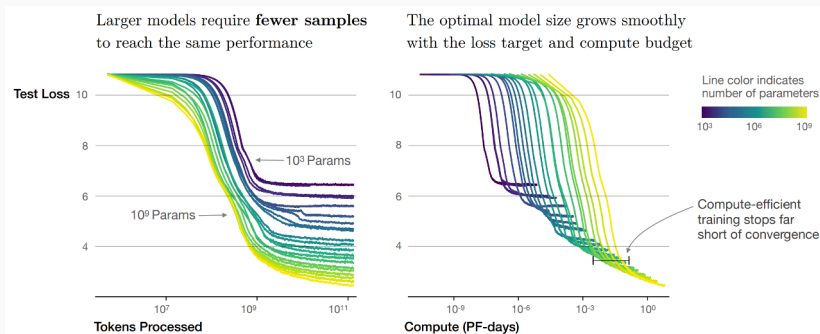 Larger models require fewer samples
to reach the same performance
The optimal model size grows smoothly
with the loss target and compute budget
Test Loss
10
8
6
4
10³ Params
10⁹ Params
10⁷
10⁹
10¹¹
Tokens Processed
10
8
6
4
10⁻⁹
10⁻⁶
10⁻³
10⁰
Compute (PF-days)
Line color indicates
number of parameters
10³
10⁶
10⁹
Compute-efficient
training stops far
short of convergence